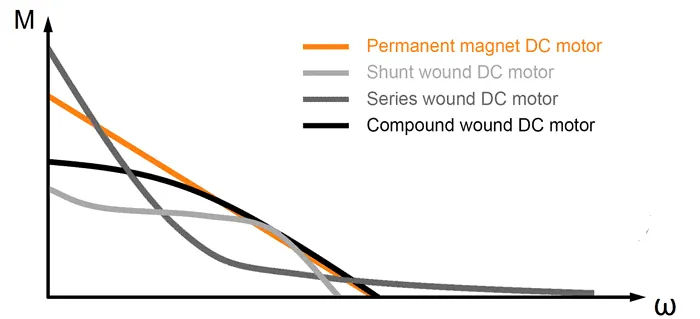 M
Permanent magnet DC motor
Shunt wound DC motor
Series wound DC motor
Compound wound DC motor
ω